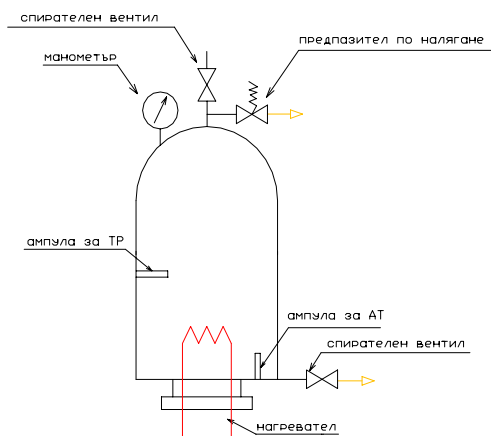 спирателен вентил
предпазител по налягане
манометър
ампула за ТР
ампула за АТ
спирателен вентил
нагревател